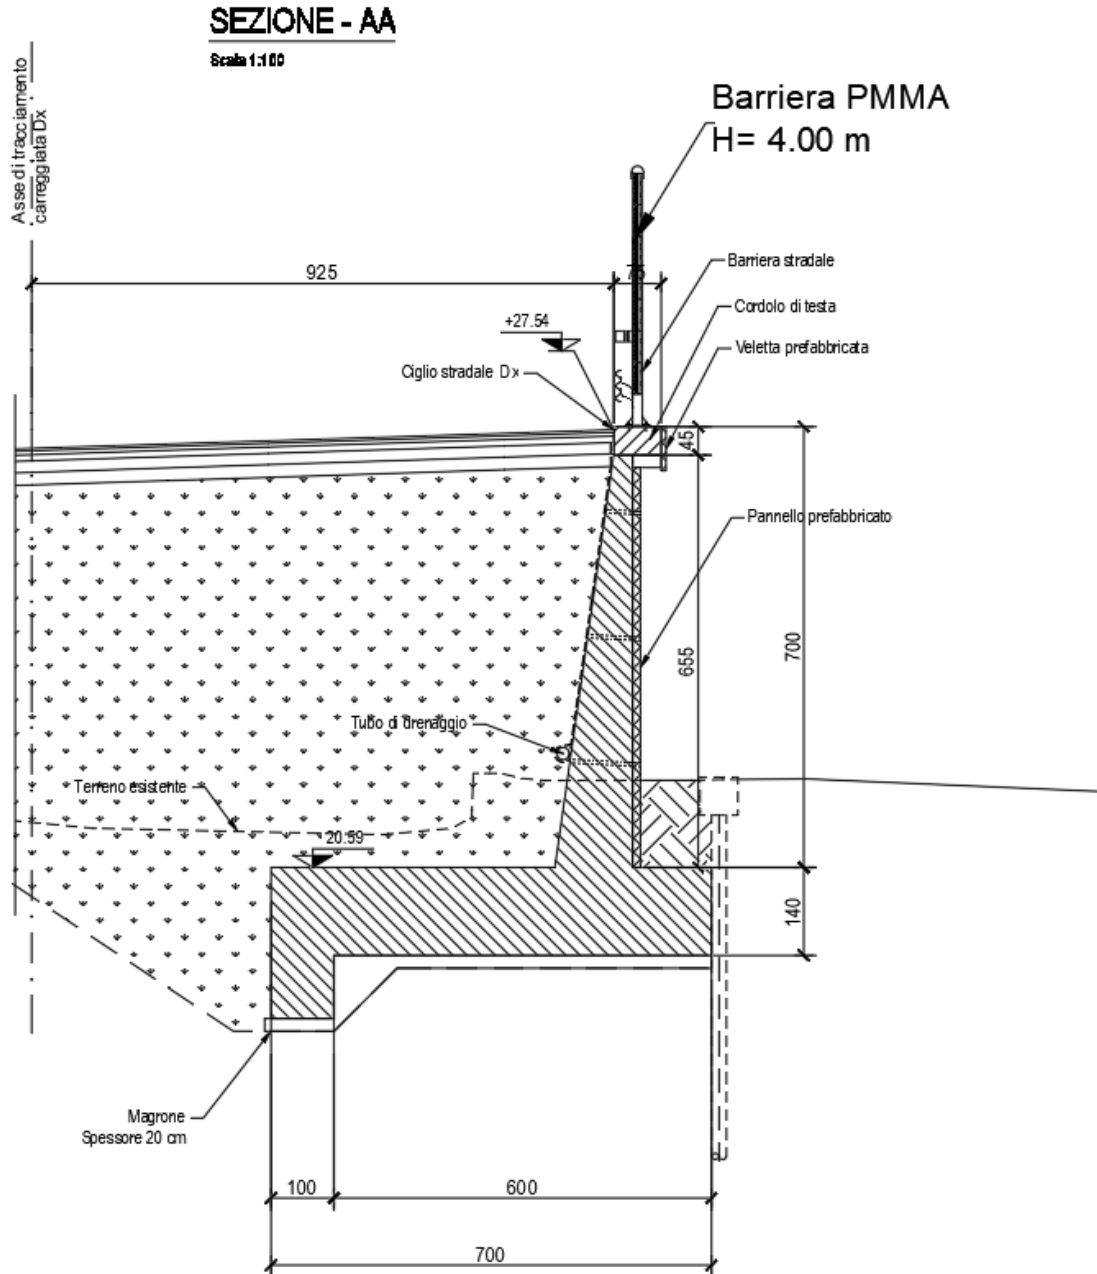 SEZIONE - AA
Scala 1:100
Asse di tracciamento
carreggiata Dx
Barriera PMMA
H= 4.00 m
925
Barriera stradale
Cordolo di testa
+27.54
Veletta prefabbricata
Ciglio stradale Dx
45
Pannello prefabbricato
655
700
Tubo di drenaggio
Terreno esistente
20.59
140
Magrone
Spessore 20 cm
100
600
700